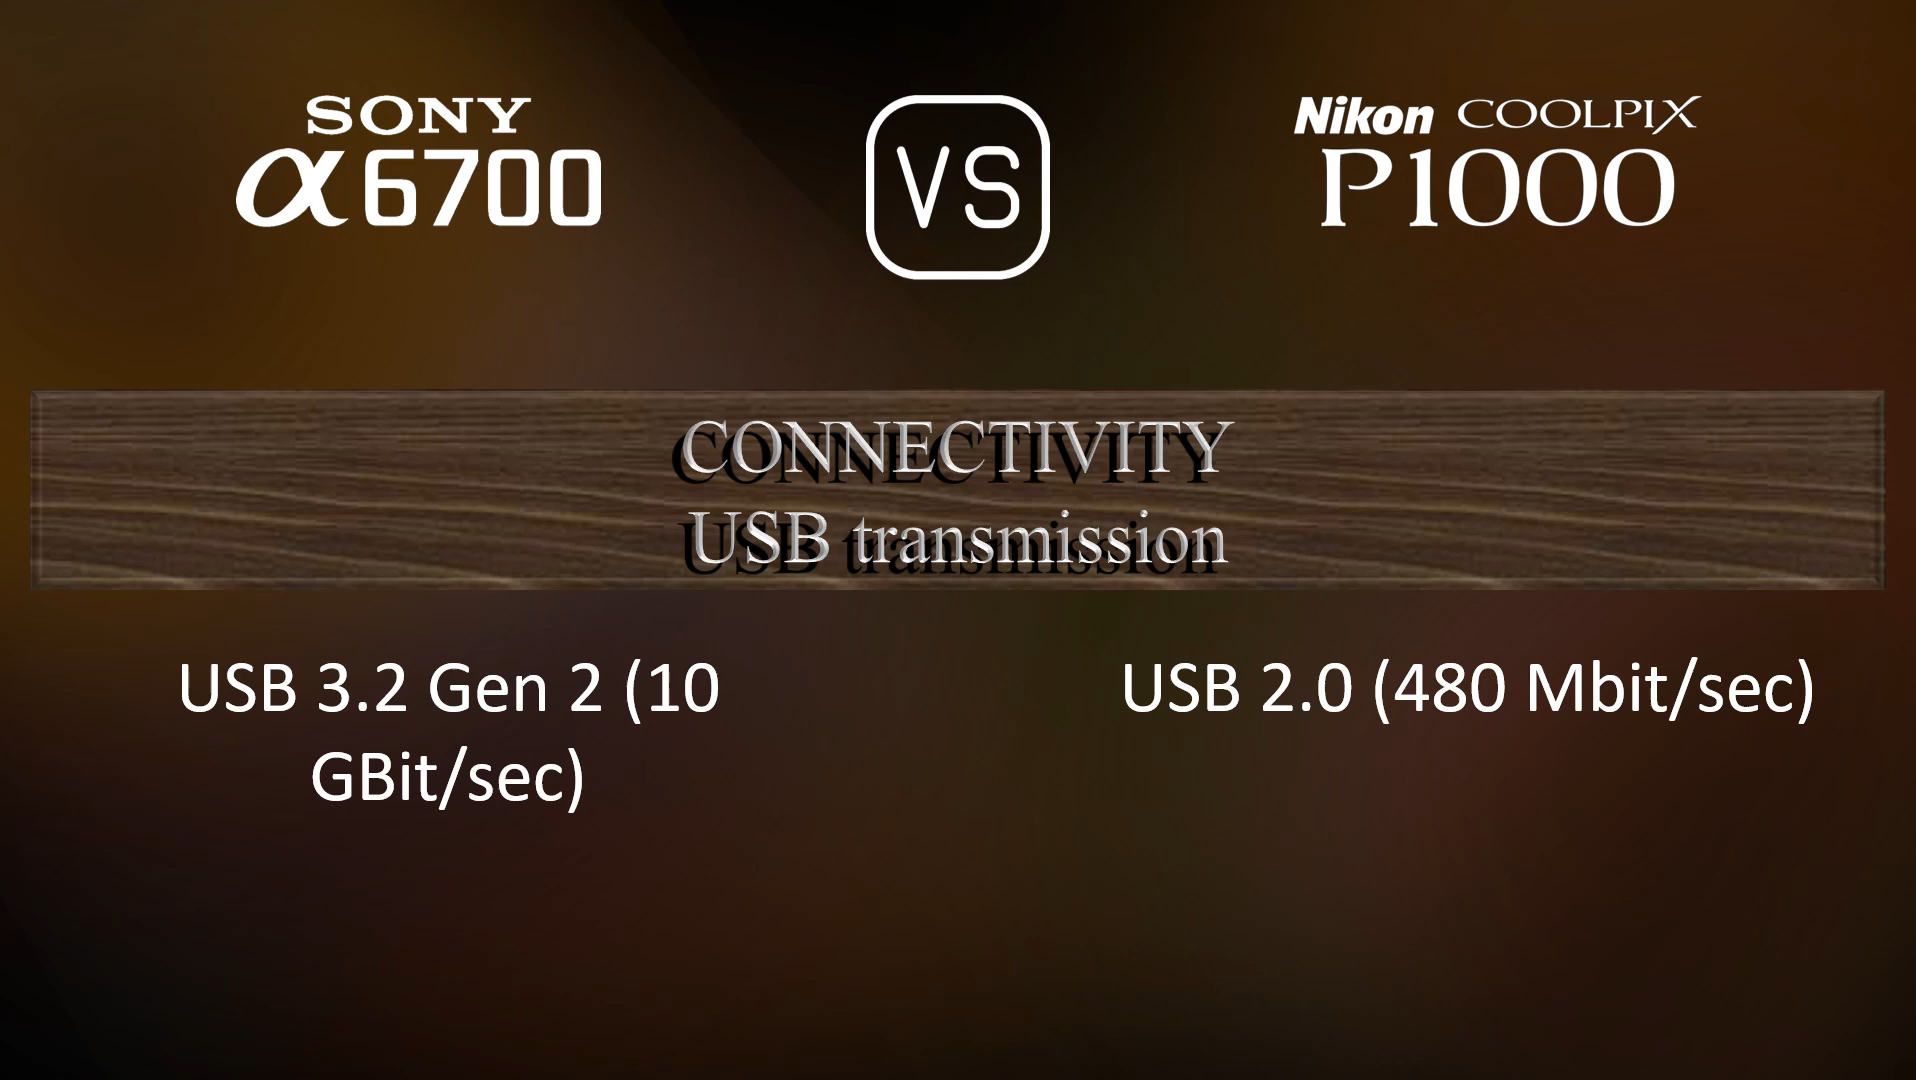 SONY
α6700
VS
Nikon COOLPIX
P1000
CONNECTIVITY
USB transmission
USB 3.2 Gen 2 (10
GBit/sec)
USB 2.0 (480 Mbit/sec)